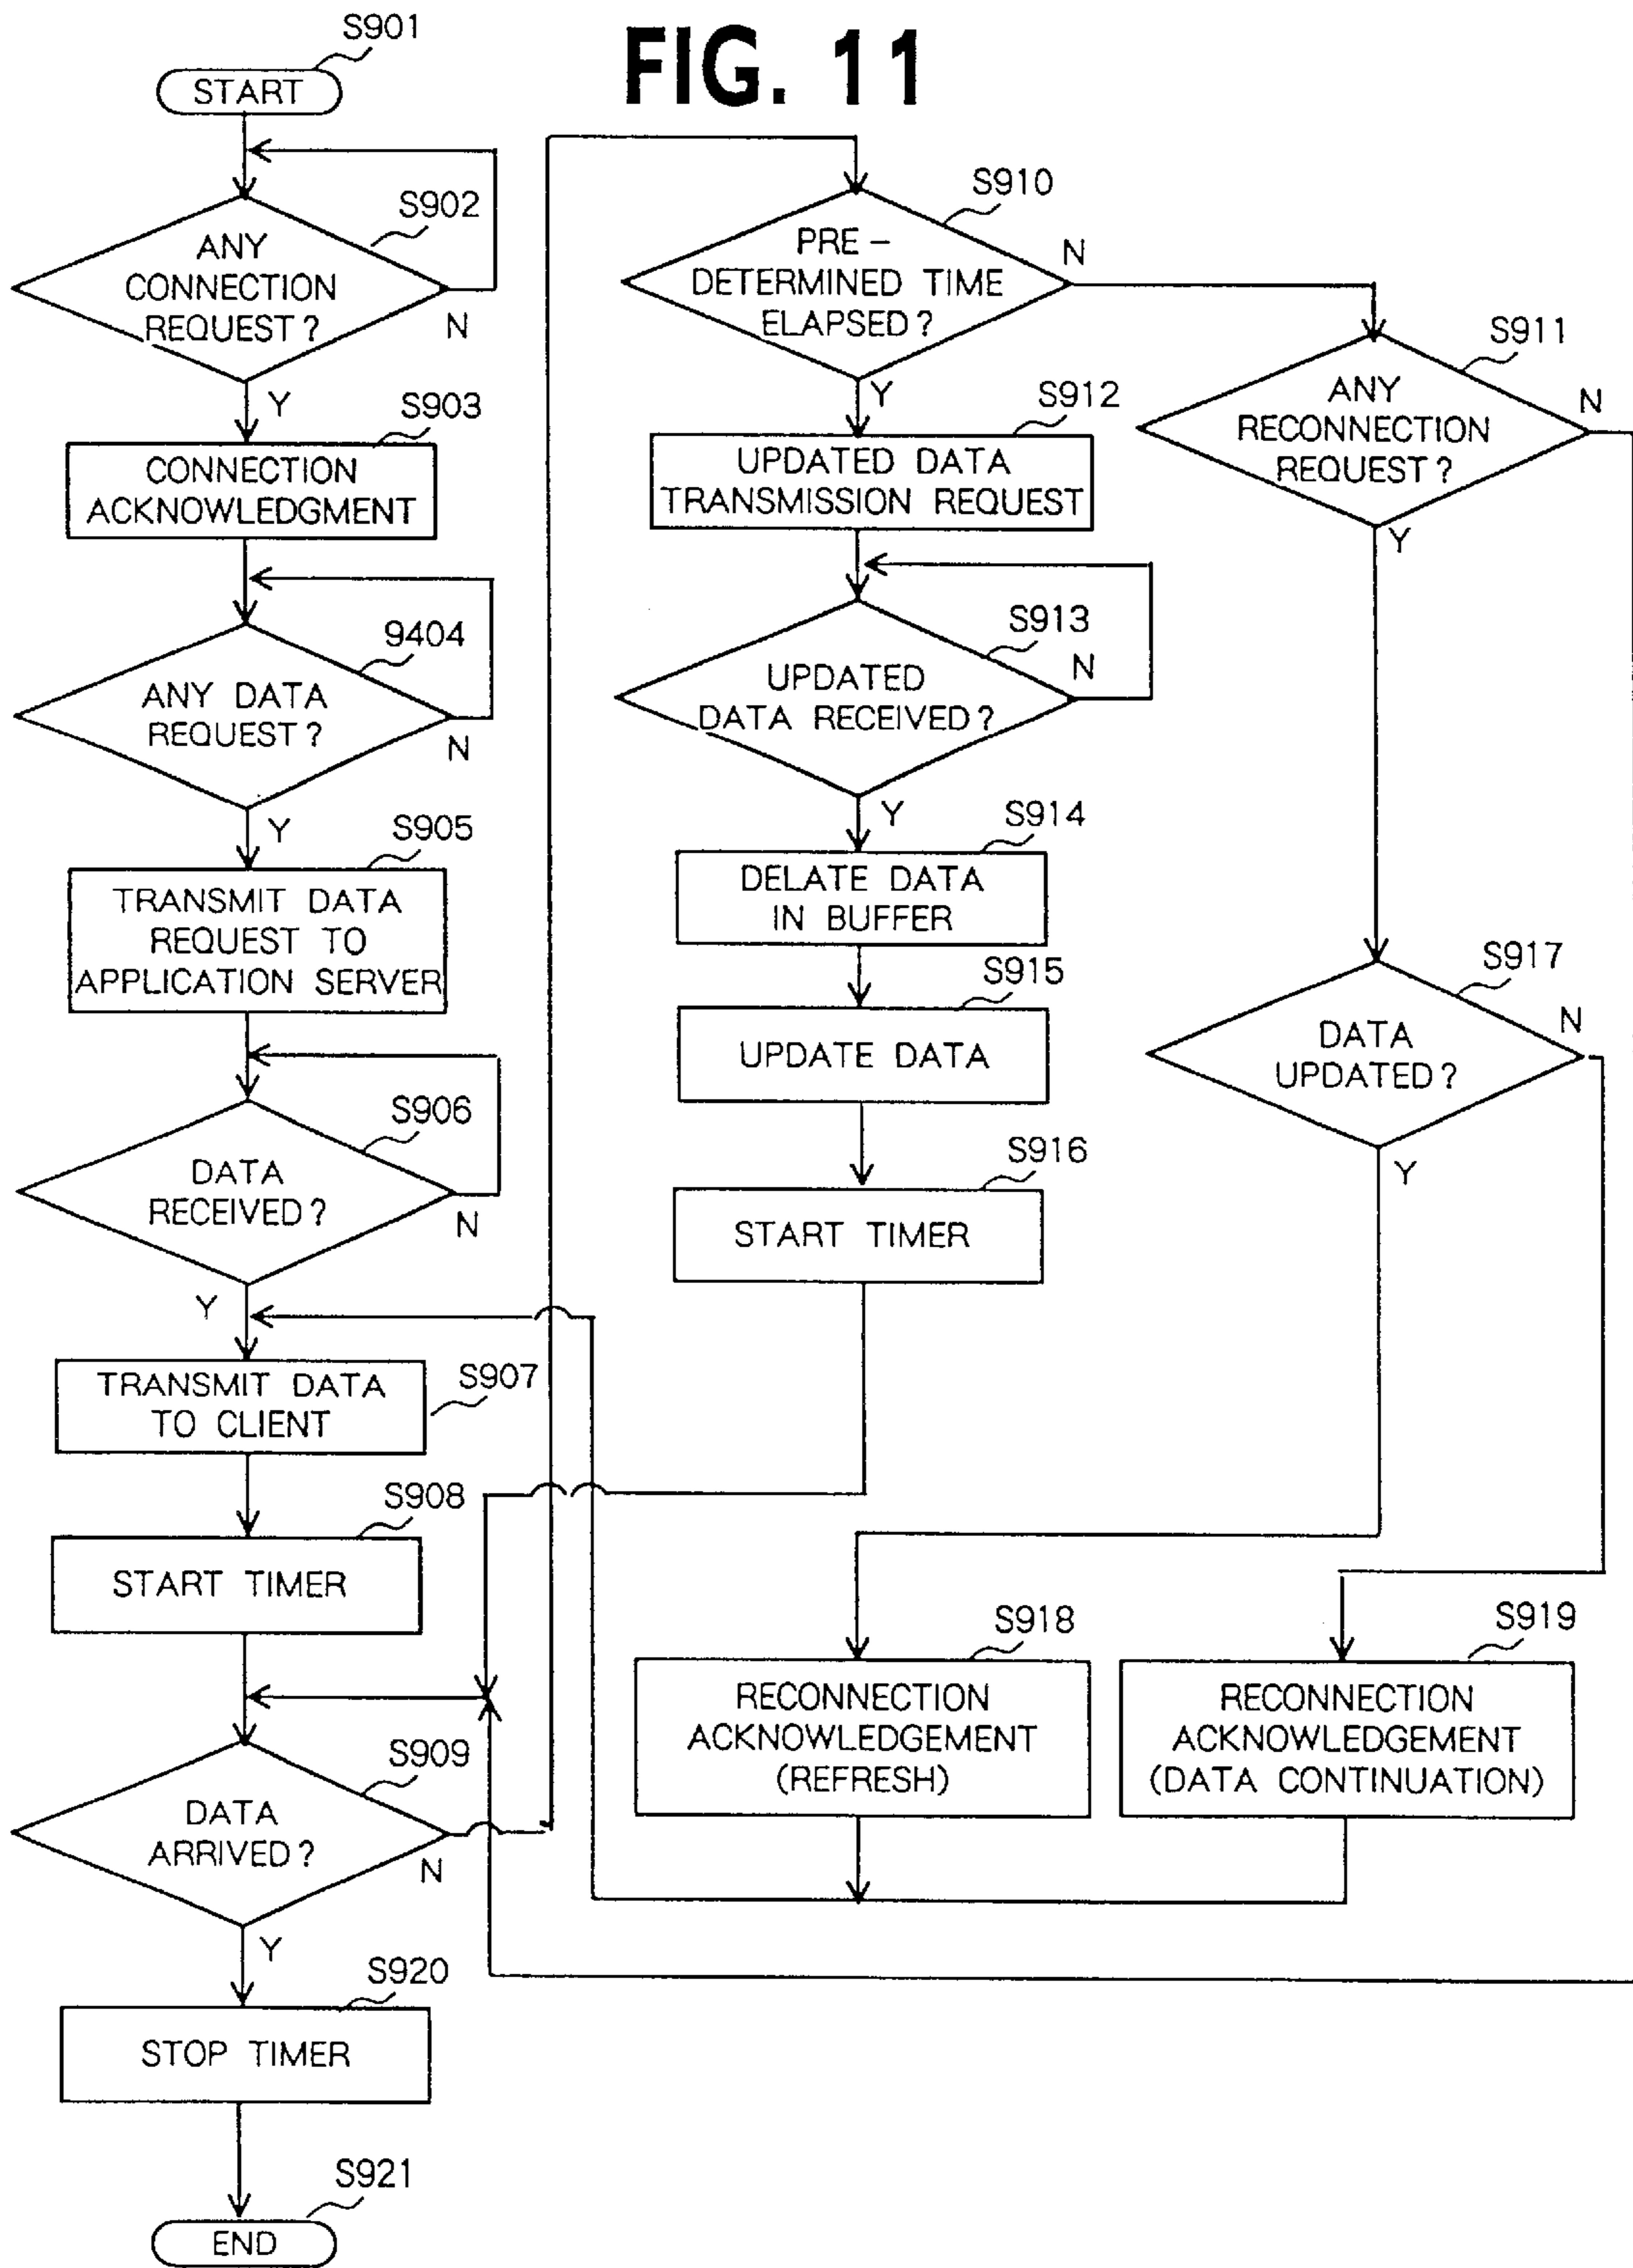 FIG. 11
S901
START
S902
ANY
CONNECTION
REQUEST?
N
Y
S903
CONNECTION
ACKNOWLEDGMENT
9404
ANY DATA
REQUEST?
N
Y
S905
TRANSMIT DATA
REQUEST TO
APPLICATION SERVER
S906
DATA
RECEIVED?
N
Y
TRANSMIT DATA
TO CLIENT
S907
S908
START TIMER
S909
DATA
ARRIVED?
N
Y
S920
STOP TIMER
S921
END
S910
PRE-
DETERMINED TIME
ELAPSED?
N
Y
S912
UPDATED DATA
TRANSMISSION REQUEST
S913
UPDATED
DATA RECEIVED?
N
Y
S914
DELATE DATA
IN BUFFER
S915
UPDATE DATA
S916
START TIMER
S911
ANY
RECONNECTION
REQUEST?
N
Y
S917
DATA
UPDATED?
N
Y
S918
RECONNECTION
ACKNOWLEDGEMENT
(REFRESH)
S919
RECONNECTION
ACKNOWLEDGEMENT
(DATA CONTINUATION)